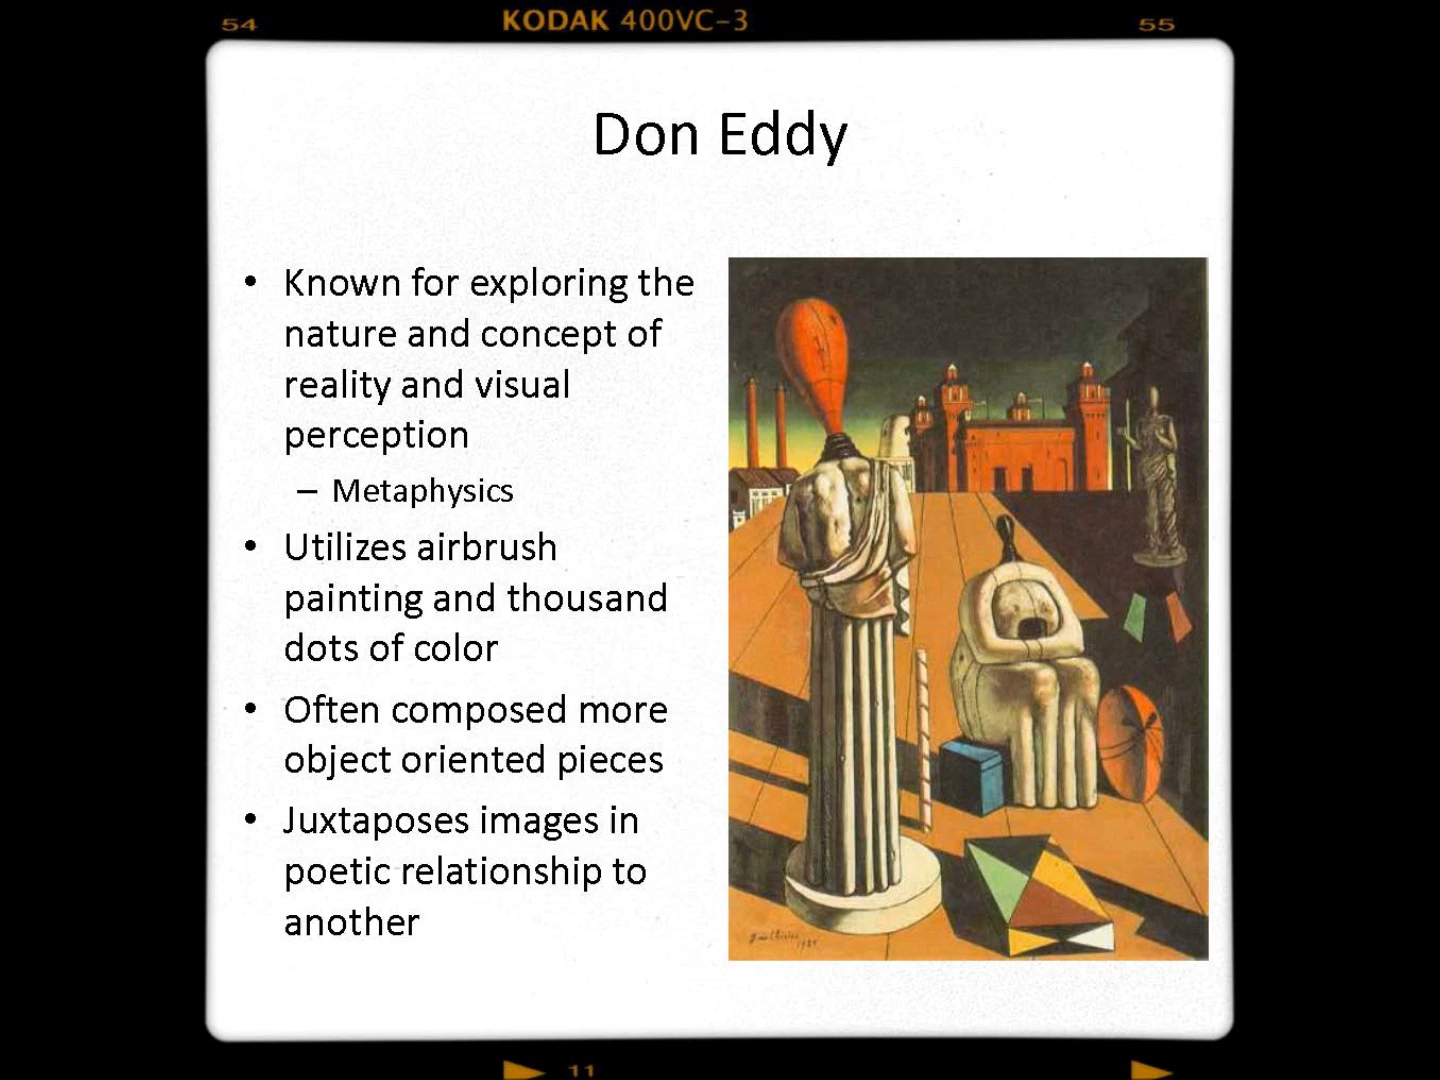 54 KODAK 400VC-3 55
Don Eddy
• Known for exploring the
nature and concept of
reality and visual
perception
– Metaphysics
• Utilizes airbrush
painting and thousand
dots of color
• Often composed more
object oriented pieces
• Juxtaposes images in
poetic relationship to
another
11